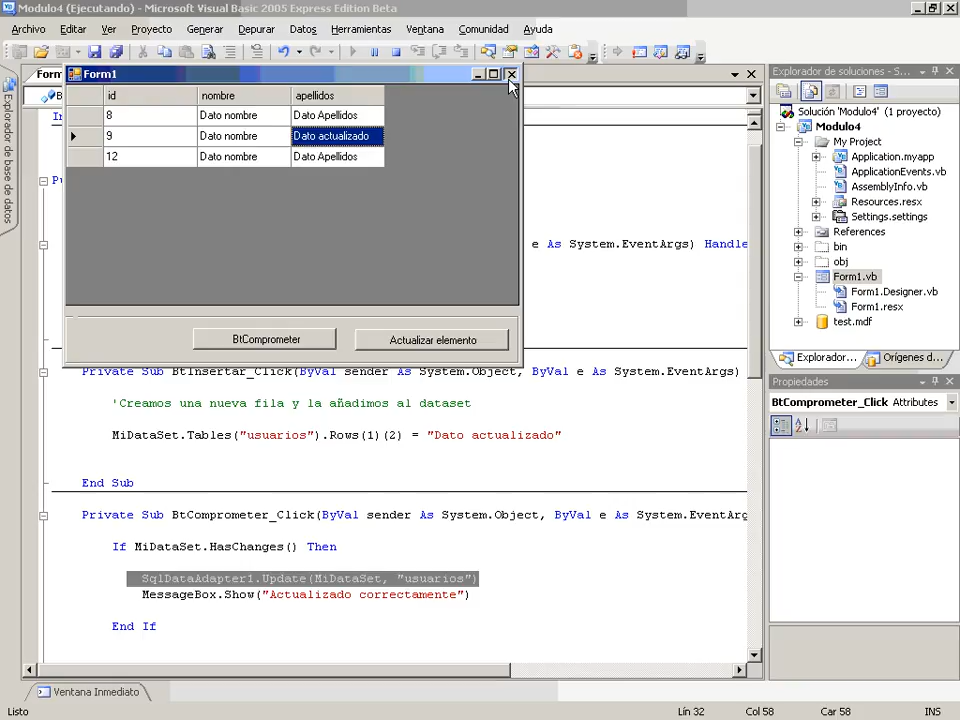 Modulo4 (Ejecutando) - Microsoft Visual Basic 2005 Express Edition Beta
Archivo Editar Ver Proyecto Generar Depurar Datos Herramientas Ventana Comunidad Ayuda
Form1
id nombre apellidos
8 Dato nombre Dato Apellidos
9 Dato nombre Dato actualizado
12 Dato nombre Dato Apellidos
BtComprometer Actualizar elemento
Explorador de base de datos
e As System.EventArgs) Handle
Private Sub BtInsertar_Click(ByVal sender As System.Object, ByVal e As System.EventArgs)
'Creamos una nueva fila y la añadimos al dataset
MiDataSet.Tables("usuarios").Rows(1)(2) = "Dato actualizado"
End Sub
Private Sub BtComprometer_Click(ByVal sender As System.Object, ByVal e As System.EventArg
If MiDataSet.HasChanges() Then
SqlDataAdapter1.Update(MiDataSet, "usuarios")
MessageBox.Show("Actualizado correctamente")
End If
Explorador de soluciones - S...
Solución 'Modulo4' (1 proyecto)
Modulo4
My Project
Application.myapp
ApplicationEvents.vb
AssemblyInfo.vb
Resources.resx
Settings.settings
References
bin
obj
Form1.vb
Form1.Designer.vb
Form1.resx
test.mdf
Explorador... Orígenes d...
Propiedades
BtComprometer_Click Attributes
Ventana Inmediato
Listo Lín 32 Col 58 Car 58 INS